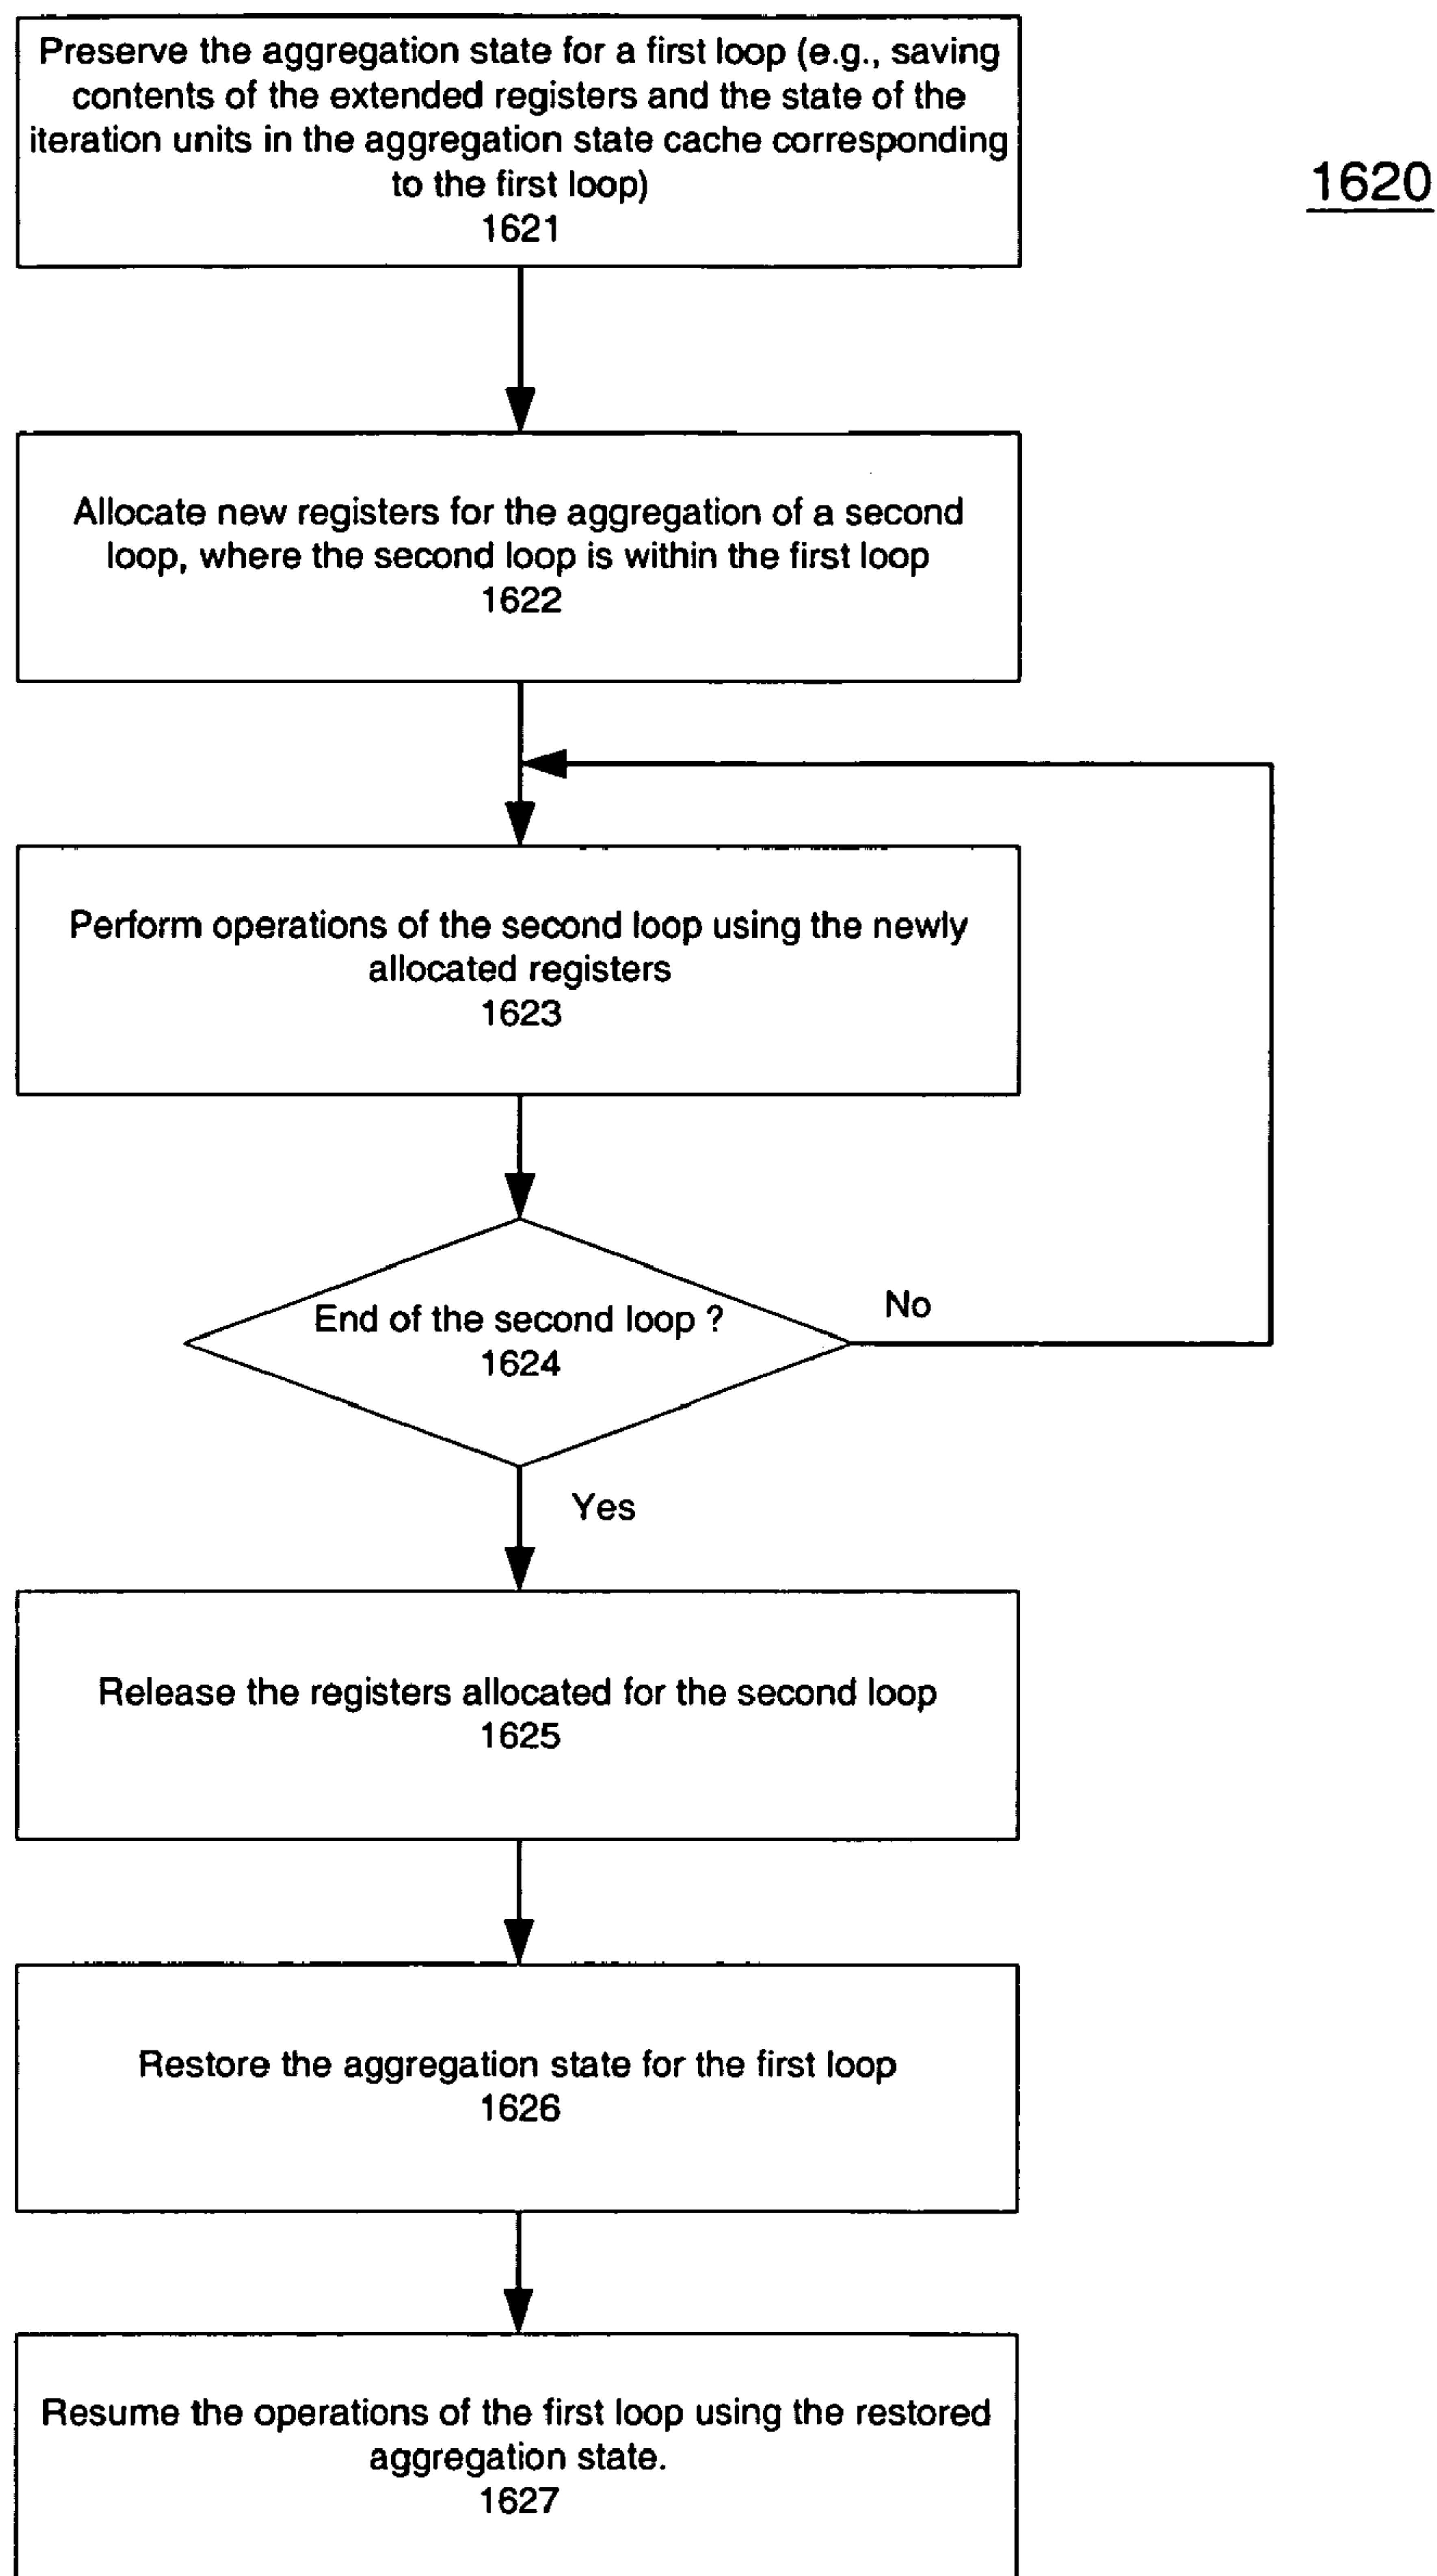 Preserve the aggregation state for a first loop (e.g., saving
contents of the extended registers and the state of the
iteration units in the aggregation state cache corresponding
to the first loop)
1621
1620
Allocate new registers for the aggregation of a second
loop, where the second loop is within the first loop
1622
Perform operations of the second loop using the newly
allocated registers
1623
End of the second loop ?
1624
No
Yes
Release the registers allocated for the second loop
1625
Restore the aggregation state for the first loop
1626
Resume the operations of the first loop using the restored
aggregation state.
1627